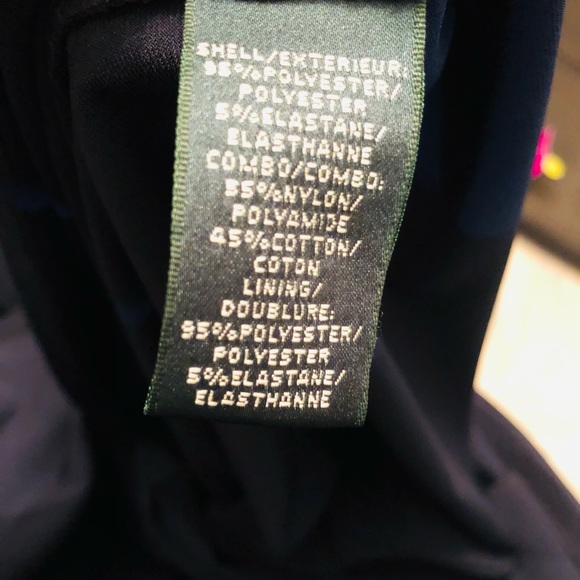 SHELL/EXTERIEUR:
95%POLYESTER/
POLYESTER
5%ELASTANE/
ELASTHANNE
COMBO/COMBO:
55%NYLON/
POLYAMIDE
45%COTTON/
COTON
LINING/
DOUBLURE:
95%POLYESTER/
POLYESTER
5%ELASTANE/
ELASTHANNE